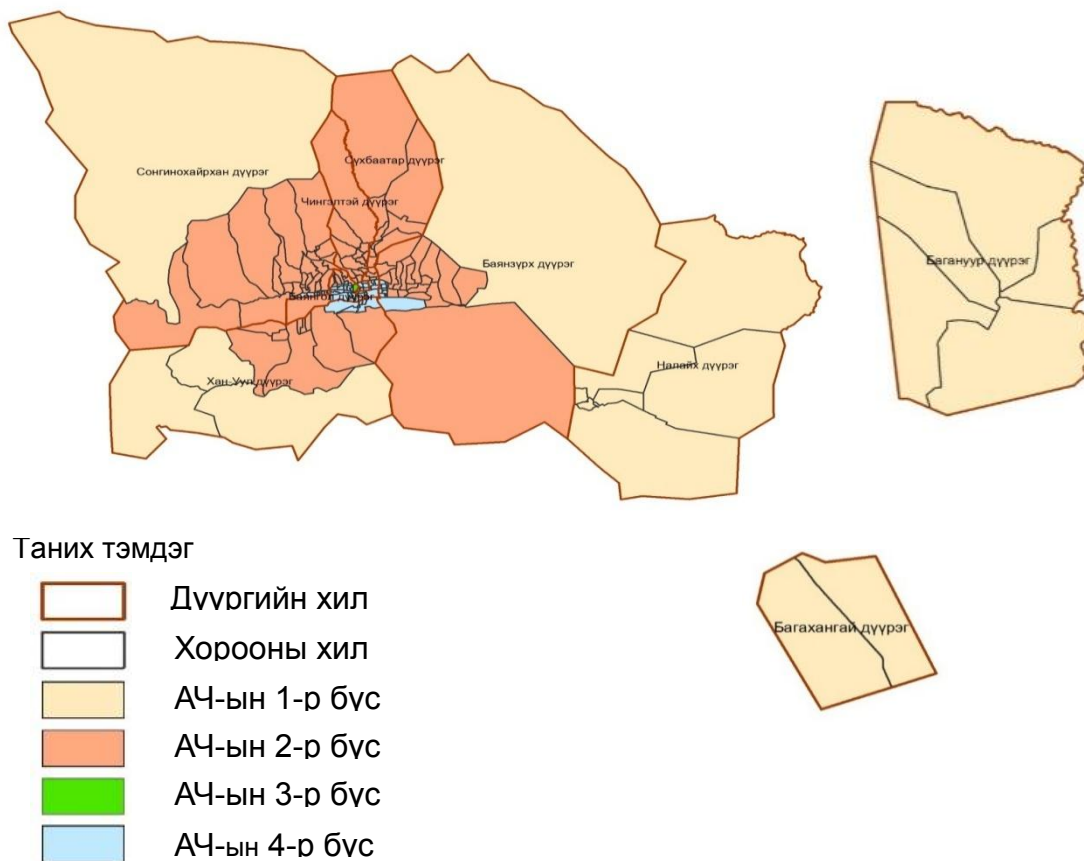 Сүхбаатар дүүрэг
Сонгинохайрхан дүүрэг
Чингэлтэй дүүрэг
Баянзүрх дүүрэг
Багануур дүүрэг
Баянгол дүүрэг
Налайх дүүрэг
Хан Уул дүүрэг
Таних тэмдэг
Дүүргийн хил
Хорооны хил
АЧ-ын 1-р бүс
АЧ-ын 2-р бүс
АЧ-ын 3-р бүс
АЧ-ын 4-р бүс
Багахангай дүүрэг